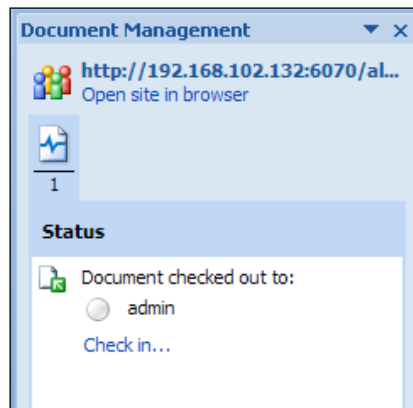 Document Management
http://192.168.102.132:6070/al...
Open site in browser
1
Status
Document checked out to:
admin
Check in...